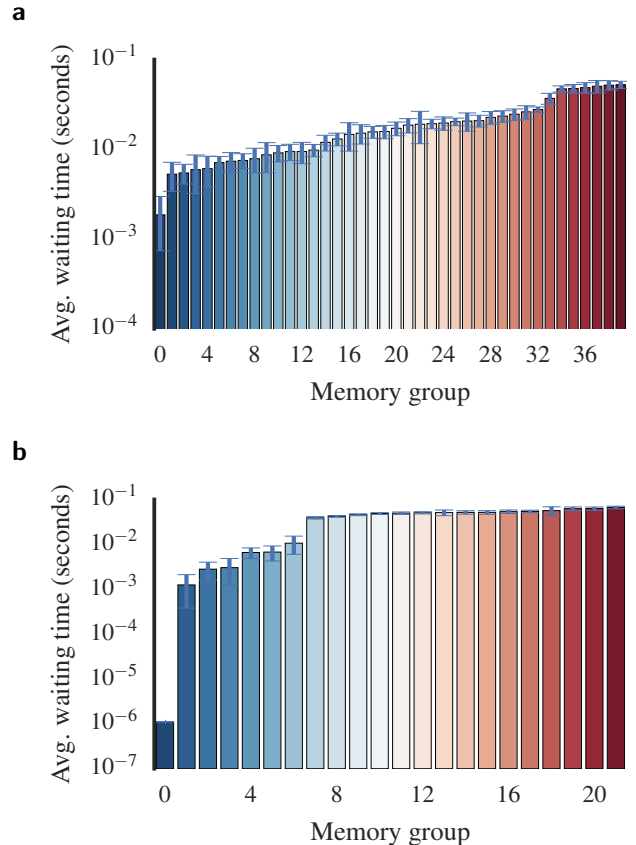 a
Avg. waiting time (seconds)
10⁻¹
10⁻²
10⁻³
10⁻⁴
0 4 8 12 16 20 24 28 32 36
Memory group
b
Avg. waiting time (seconds)
10⁻¹
10⁻²
10⁻³
10⁻⁴
10⁻⁵
10⁻⁶
10⁻⁷
0 4 8 12 16 20
Memory group